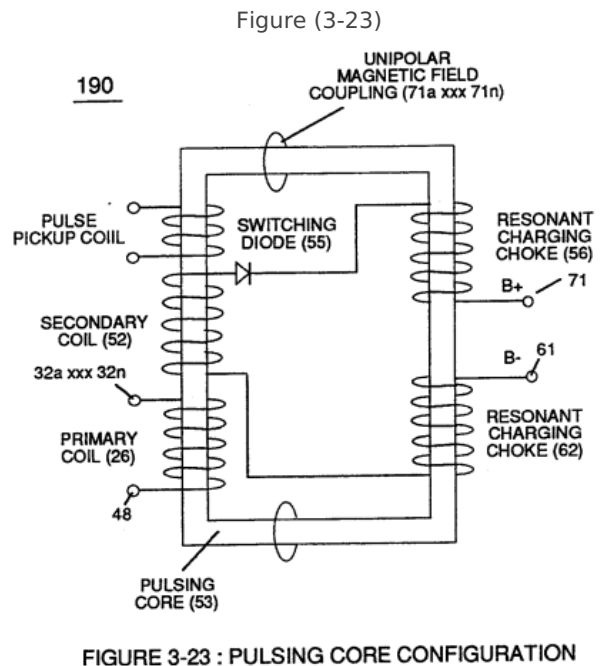 Figure (3-23)
190
UNIPOLAR
MAGNETIC FIELD
COUPLING (71a xxx 71n)
PULSE
PICKUP COIIL
SWITCHING
DIODE (55)
RESONANT
CHARGING
CHOKE (56)
B+
71
SECONDARY
COIL (52)
32a xxx 32n
B-
61
PRIMARY
COIL (26)
48
RESONANT
CHARGING
CHOKE (62)
PULSING
CORE (53)
FIGURE 3-23 : PULSING CORE CONFIGURATION